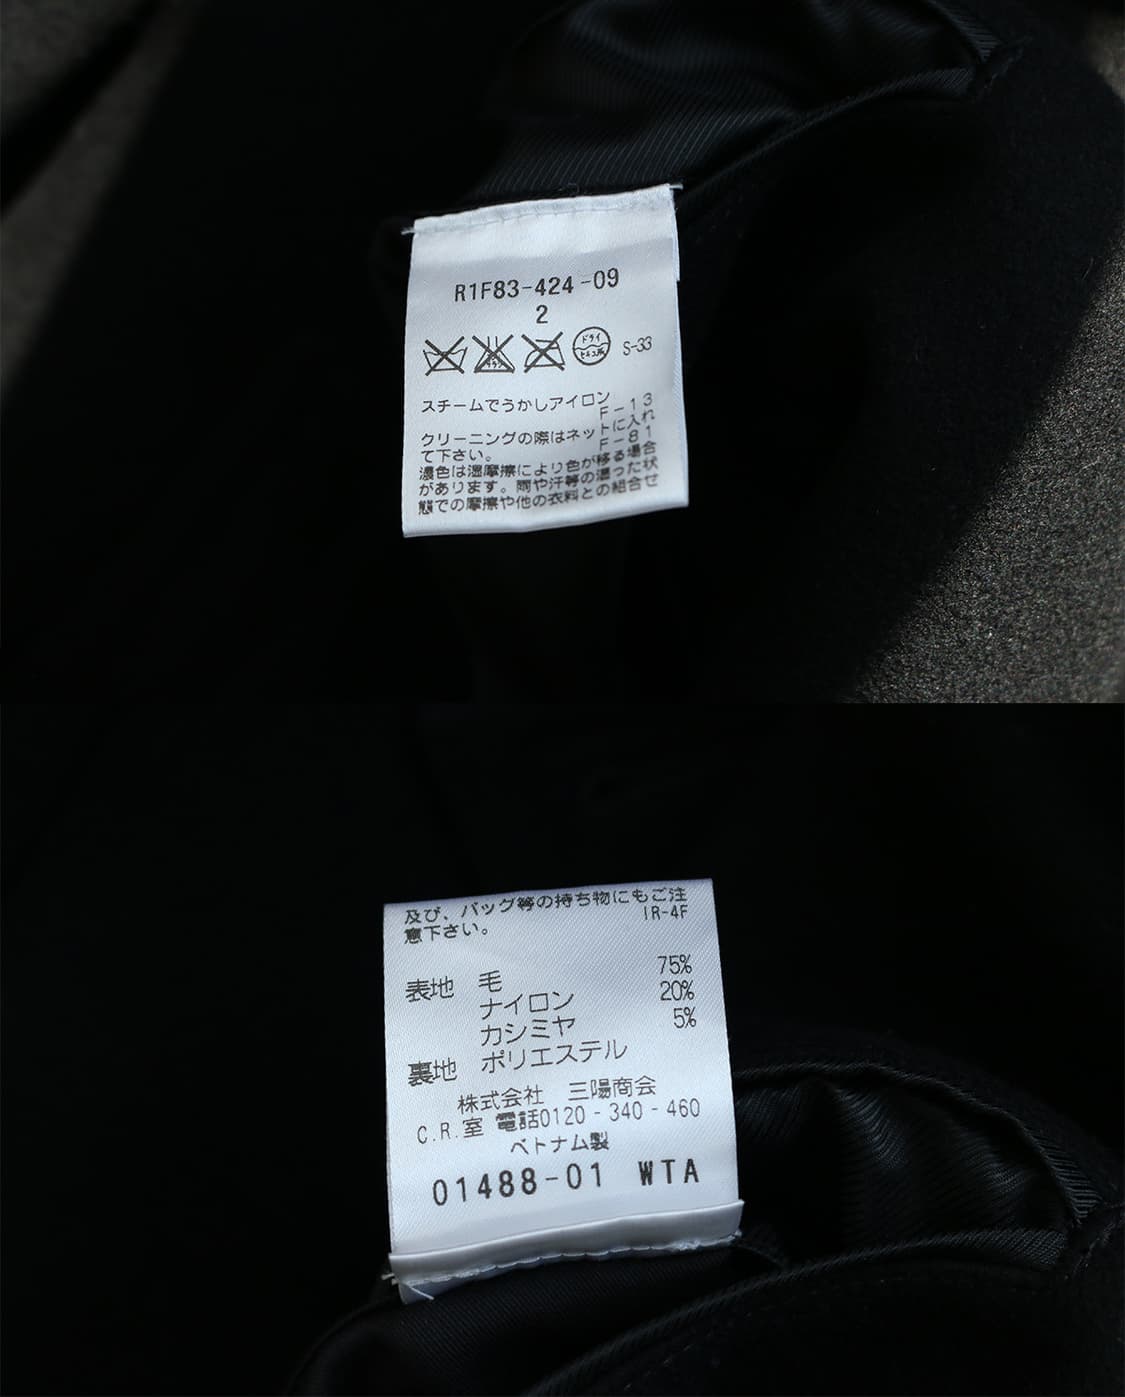 R1F83-424-09
2
ドライ
S-33
スチームでうかしアイロン
F-13
クリーニングの際はネットに入れ
て下さい。
F-81
濃色は湿摩擦により色が移る場合
があります。雨や汗等の湿った状
態での摩擦や他の衣料との組合せ
及び、バッグ等の持ち物にもご注
意下さい。
IR-4F
表地 毛 75%
ナイロン 20%
カシミヤ 5%
裏地 ポリエステル
株式会社 三陽商会
C.R.室 電話0120-340-460
ベトナム製
01488-01 WTA